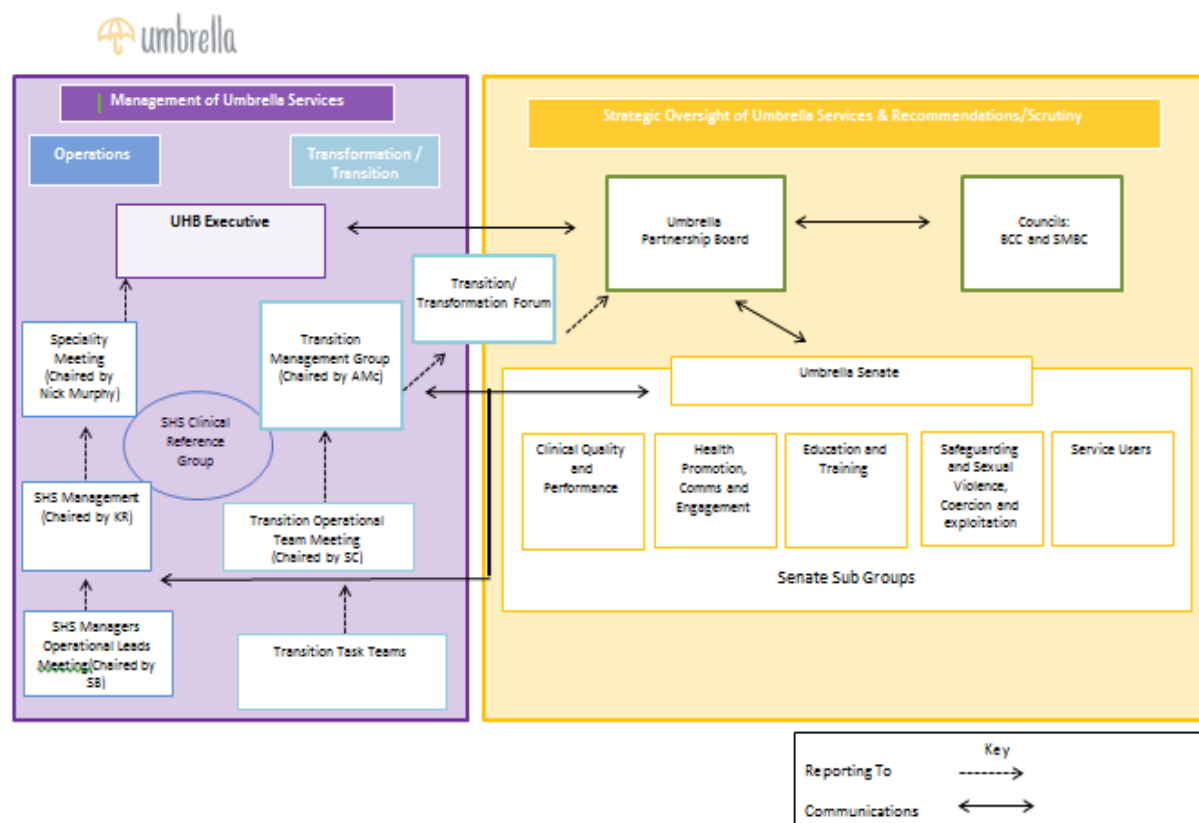 umbrella
Management of Umbrella Services
Strategic Oversight of Umbrella Services & Recommendations/Scrutiny
Operations
Transformation /
Transition
UHB Executive
Umbrella
Partnership Board
Councils:
BCC and SMBC
Transition/
Transformation Forum
Speciality
Meeting
(Chaired by
Nick Murphy)
Transition
Management Group
(Chaired by AMc)
Umbrella Senate
SHS Clinical
Reference
Group
Clinical Quality
and
Performance
Health
Promotion,
Comms and
Engagement
Education and
Training
Safeguarding
and Sexual
Violence,
Coercion and
exploitation
Service Users
SHS Management
(Chaired by KR)
Transition Operational
Team Meeting
(Chaired by SC)
Senate Sub Groups
SHS Managers
Operational Leads
Meeting(Chaired by
SB)
Transition Task Teams
Key
Reporting To
Communications